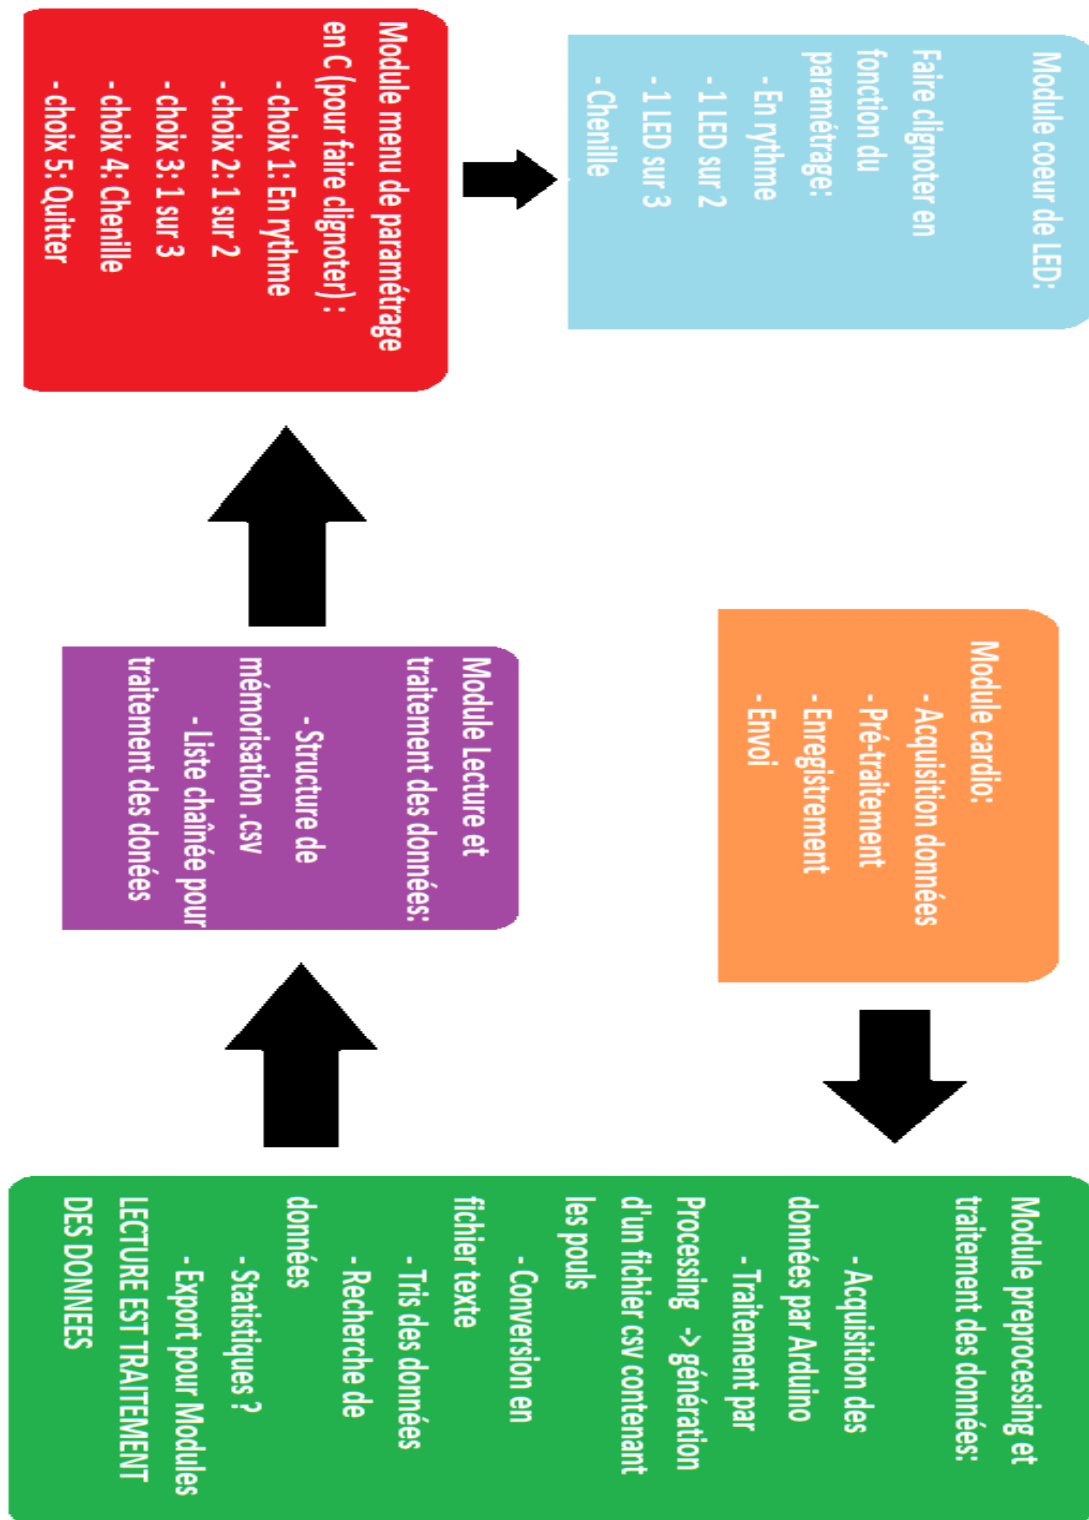 Module coeur de LED:
Faire clignoter en
fonction du
paramétrage:
- En rythme
- 1 LED sur 2
- 1 LED sur 3
- Chenille
Module cardio:
- Acquisition données
- Pré-traitement
- Enregistrement
- Envoi
Module preprocessing et
traitement des données:
- Acquisition des
données par Arduino
- Traitement par
Processing -> génération
d'un fichier csv contenant
les pouls
- Conversion en
fichier texte
- Tris des données
- Recherche de
données
- Statistiques ?
- Export pour Modules
LECTURE EST TRAITEMENT
DES DONNEES
Module Lecture et
traitement des données:
- Structure de
mémorisation .csv
- Liste chaînée pour
traitement des donées
Module menu de paramétrage
en C (pour faire clignoter) :
- choix 1: En rythme
- choix 2: 1 sur 2
- choix 3: 1 sur 3
- choix 4: Chenille
- choix 5: Quitter